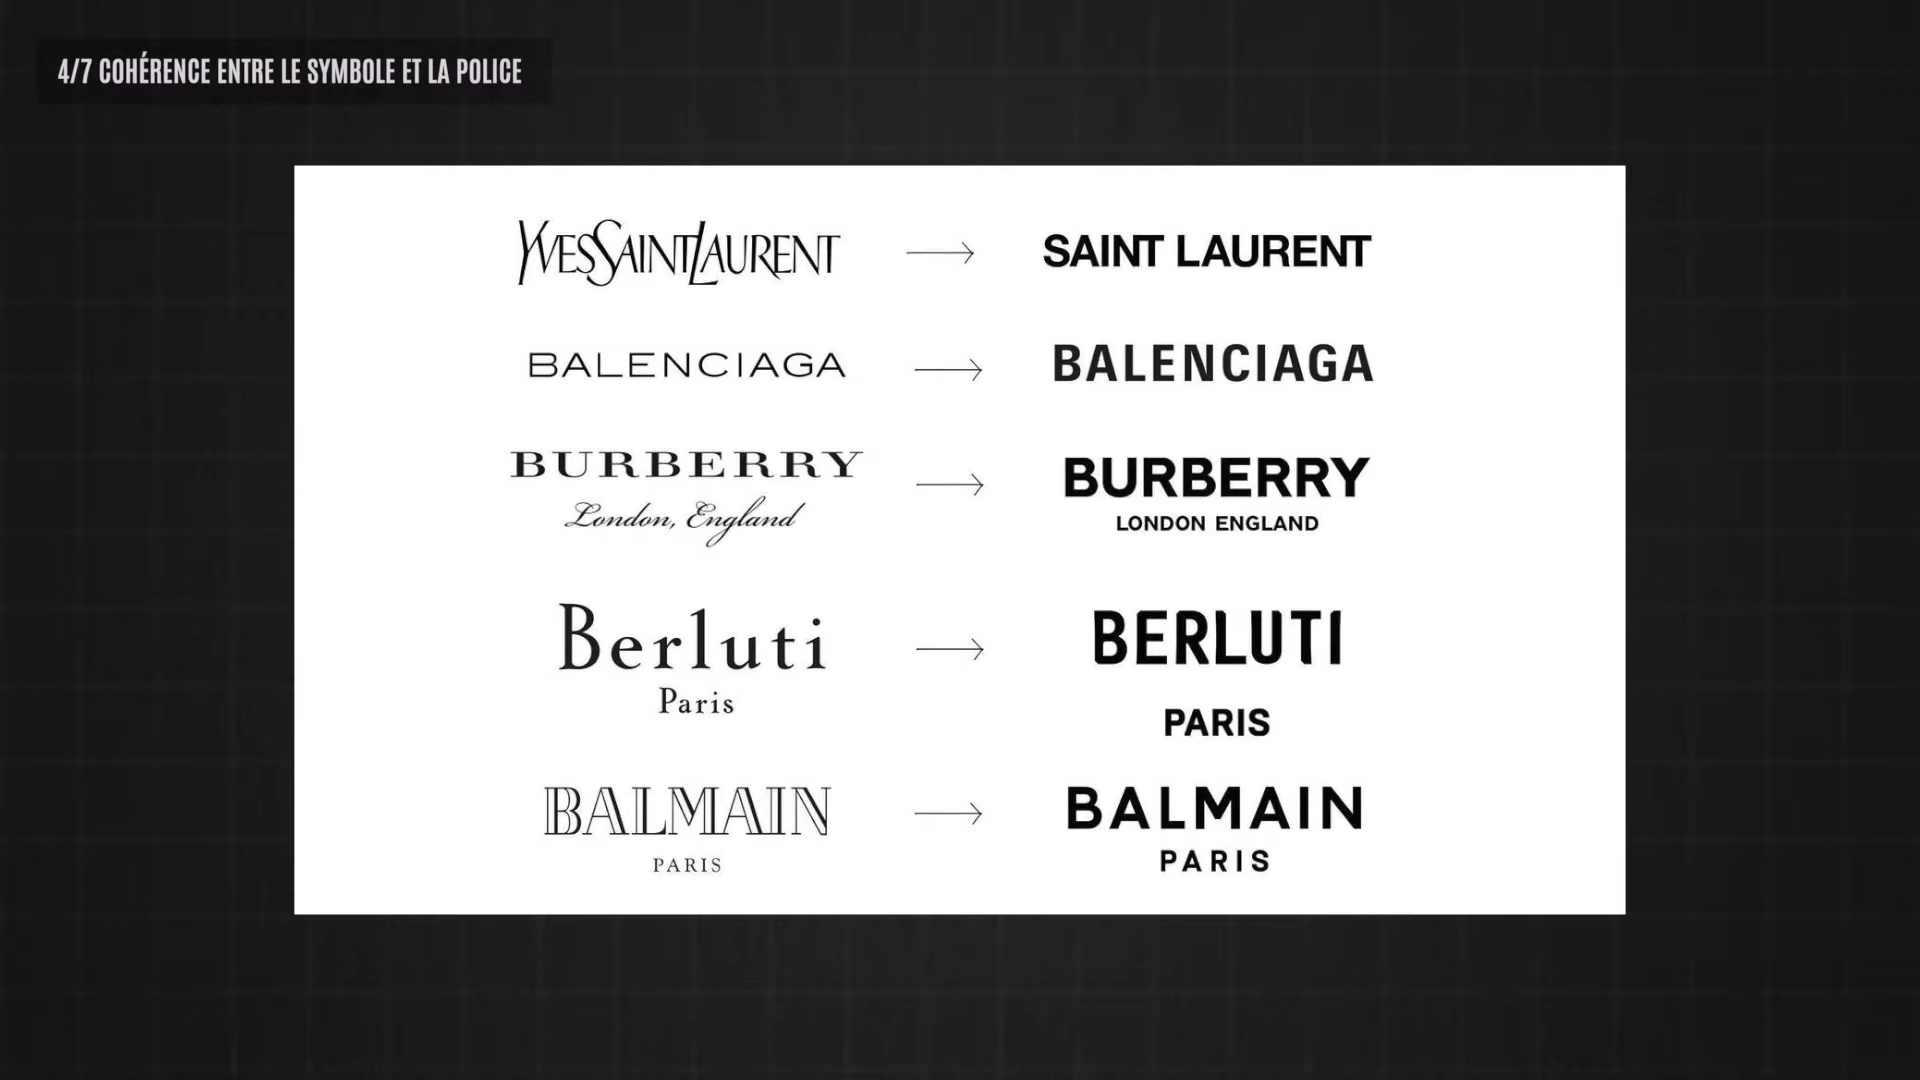 4/7 COHÉRENCE ENTRE LE SYMBOLE ET LA POLICE
YVESSAINTLAURENT
SAINT LAURENT
BALENCIAGA
BALENCIAGA
BURBERRY
London, England
BURBERRY
LONDON ENGLAND
Berluti
Paris
BERLUTI
PARIS
BALMAIN
PARIS
BALMAIN
PARIS